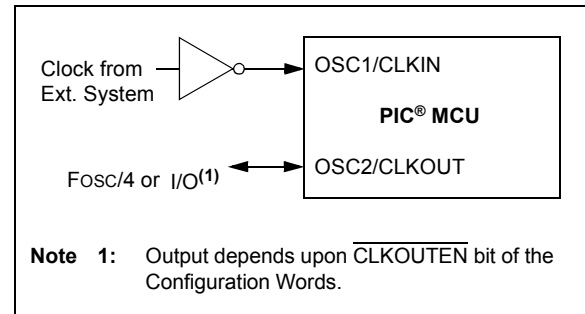 Clock from
Ext. System
OSC1/CLKIN
PIC® MCU
OSC2/CLKOUT
Fosc/4 or I/O(1)
Note 1: Output depends upon CLKOUTEN bit of the
Configuration Words.